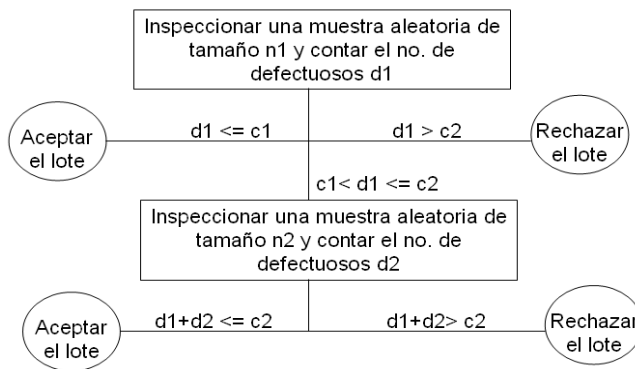 Inspeccionar una muestra aleatoria de
tamaño n1 y contar el no. de
defectuosos d1
Aceptar
el lote
d1 <= c1
d1 > c2
Rechazar
el lote
c1< d1 <= c2
Inspeccionar una muestra aleatoria de
tamaño n2 y contar el no. de
defectuosos d2
Aceptar
el lote
d1+d2 <= c2
d1+d2> c2
Rechazar
el lote